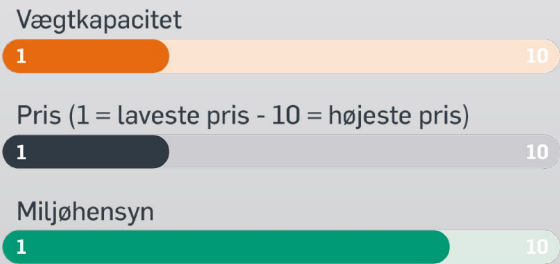 Vægtkapacitet
1 10
Pris (1 = laveste pris - 10 = højeste pris)
1 10
Miljøhensyn
1 10